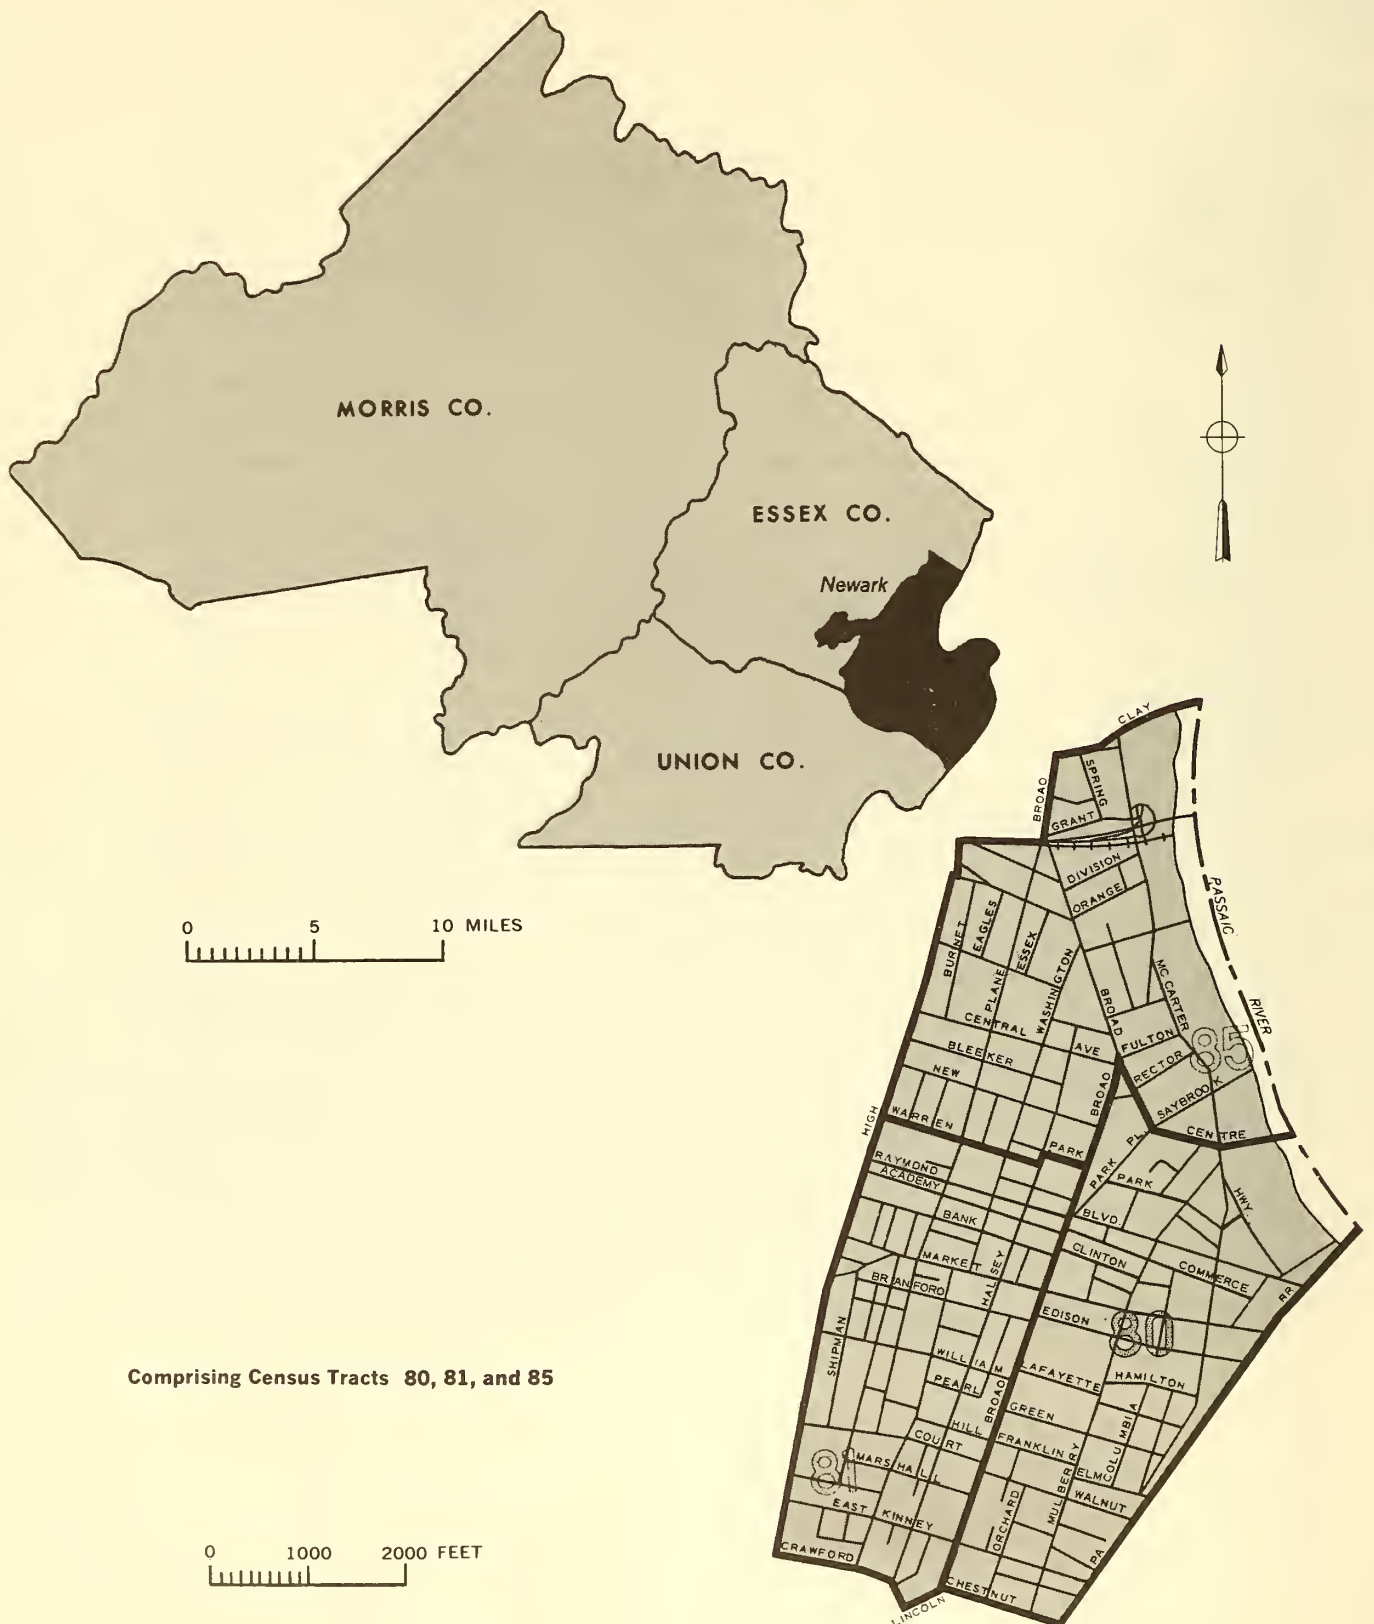 MORRIS CO.
ESSEX CO.
Newark
UNION CO.
0 5 10 MILES
CLAY
BROAD
SPRING
GRANT
DIVISION
ORANGE
PASSAIC
RIVER
BURNET
EAGLES
PLANE
ESSEX
WASHINGTON
BROAD
MC CARTER
CENTRAL AVE
FULTON
85
BLEEKER
RECTOR
NEW
BROAD
SAYBROOK
HIGH
WARREN
PARK
PL.
CENTRE
RAYMOND
ACADEMY
PARK
PARK
HWY.
BANK
BLVD.
MARKET
HALSEY
CLINTON
COMMERCE
BRANFORD
RR
EDISON
80
SHIPMAN
WILLIAM
LAFAYETTE
HAMILTON
PEARL
BROAD
GREEN
COLUMBIA
HILL
COURT
FRANKLIN
MULBERRY
81
MARSHALL
ELM
WALNUT
EAST KINNEY
ORCHARD
PA
CRAWFORD
CHESTNUT
LINCOLN
Comprising Census Tracts 80, 81, and 85
0 1000 2000 FEET